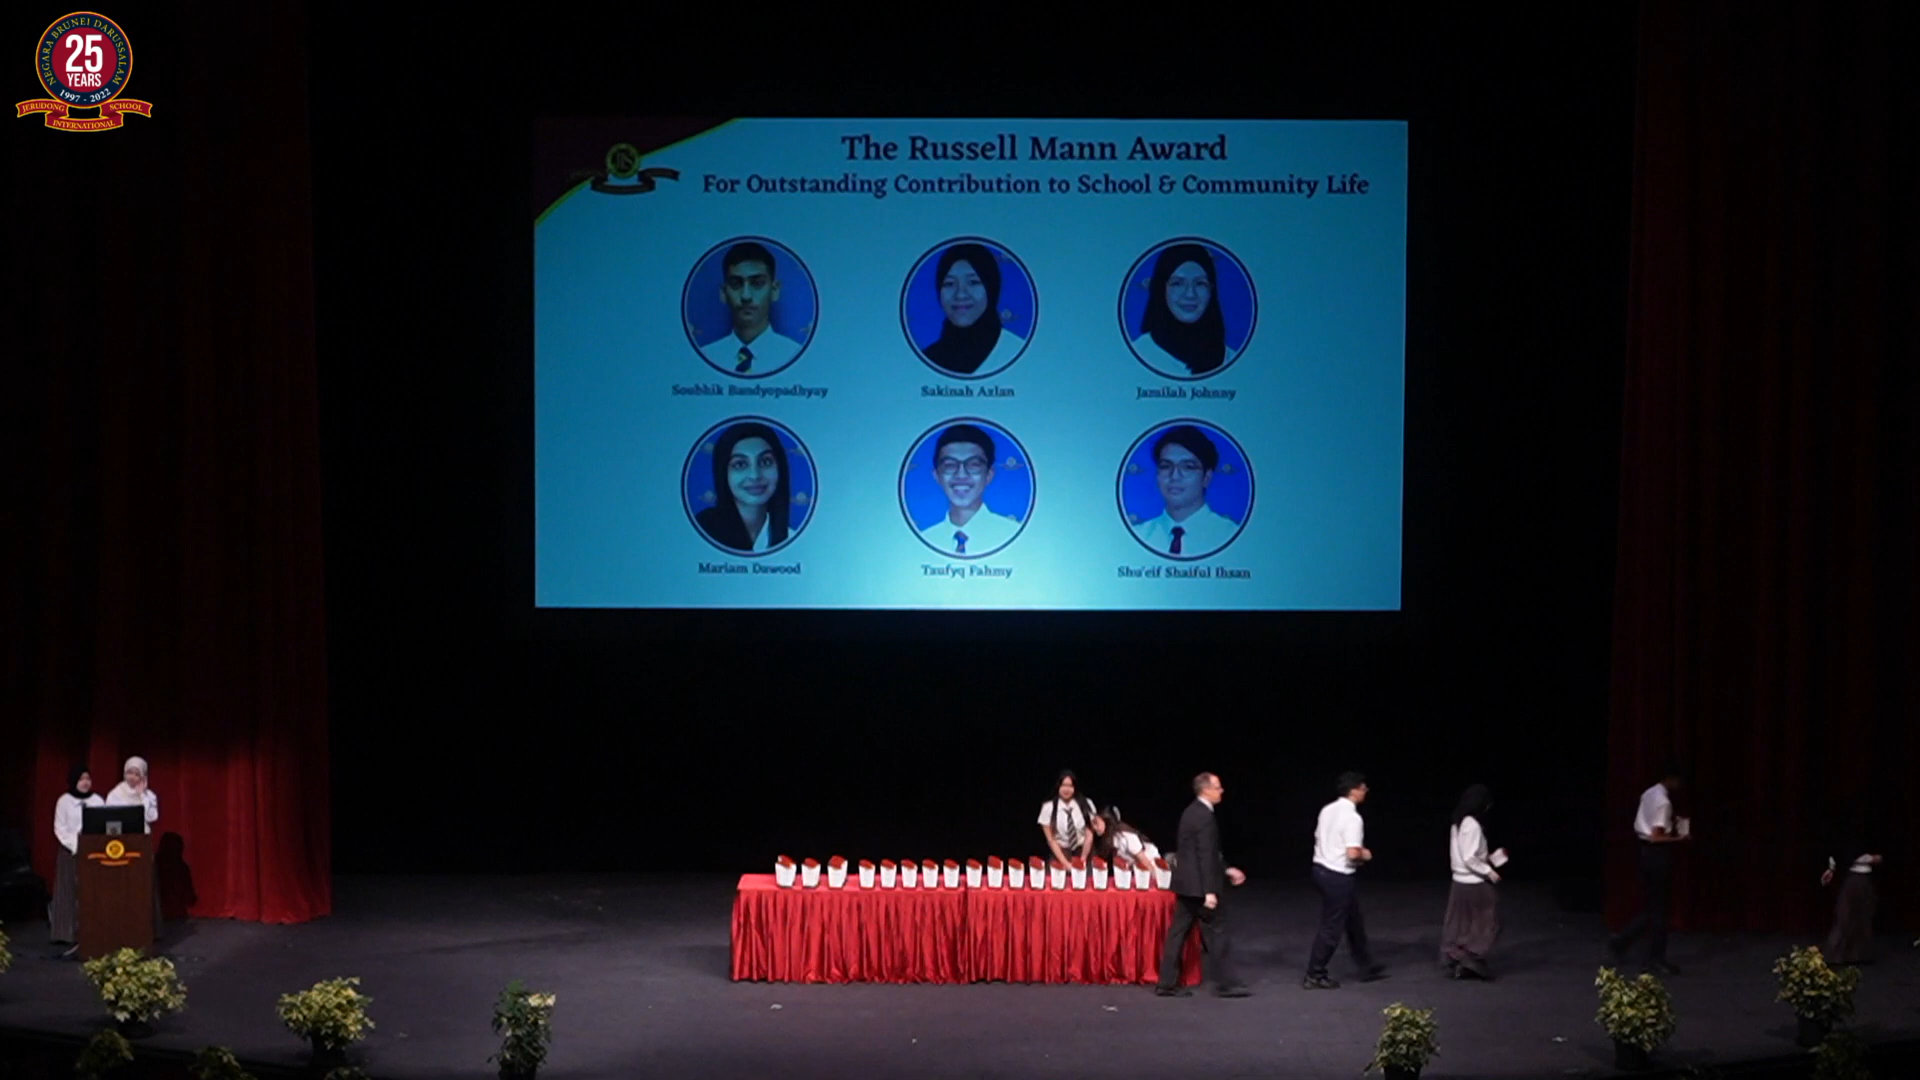 NEGARA BRUNEI DARUSSALAM
25
YEARS
1997 - 2022
JERUDONG SCHOOL
INTERNATIONAL
The Russell Mann Award
For Outstanding Contribution to School & Community Life
Soubhik Bandyopadhyay
Sakinah Azlan
Jamilah Johnny
Mariam Dawood
Taufyq Fahmy
Shu'eif Shaiful Ihsan